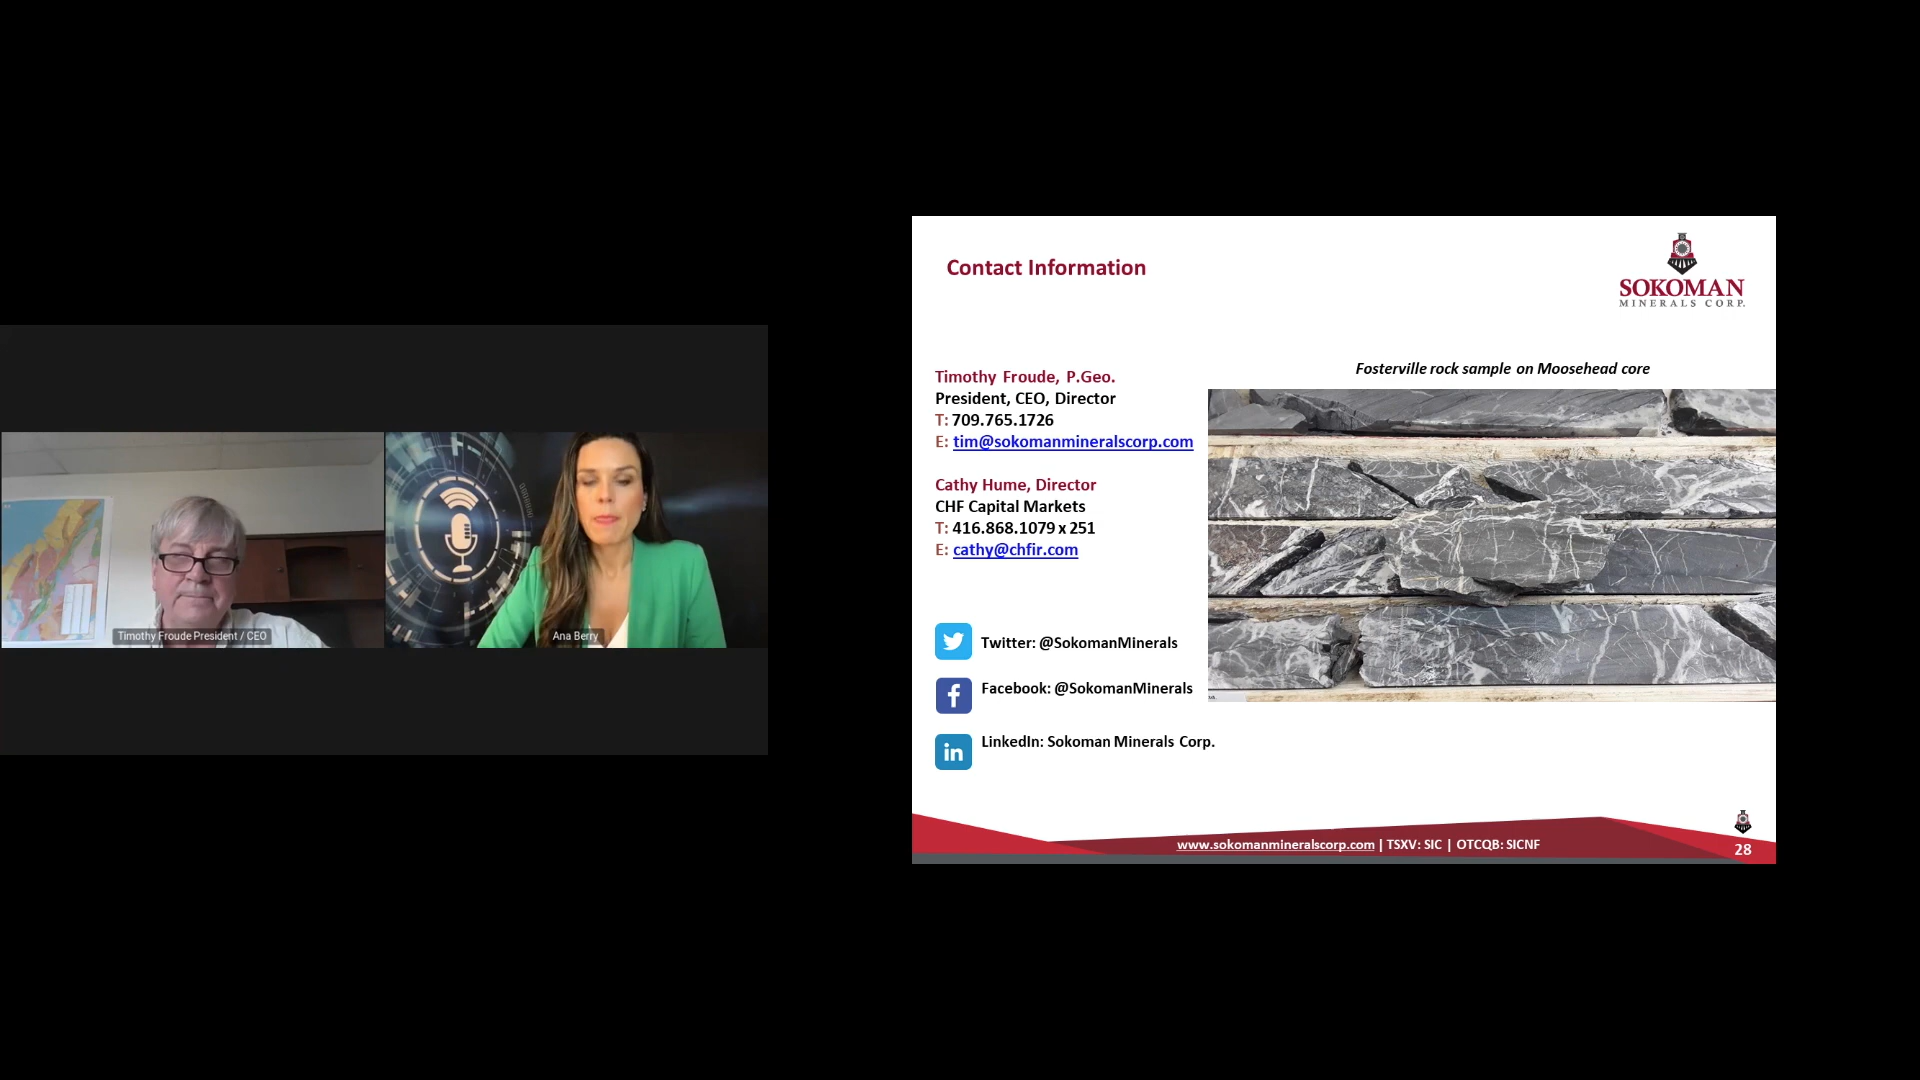 Timothy Froude President / CEO
Ana Berry
Contact Information
SOKOMAN
MINERALS CORP.
Timothy Froude, P.Geo.
President, CEO, Director
T: 709.765.1726
E: tim@sokomanmineralscorp.com
Cathy Hume, Director
CHF Capital Markets
T: 416.868.1079 x 251
E: cathy@chfir.com
Fosterville rock sample on Moosehead core
Twitter: @SokomanMinerals
Facebook: @SokomanMinerals
in
LinkedIn: Sokoman Minerals Corp.
www.sokomanmineralscorp.com | TSXV: SIC | OTCQB: SICNF
28